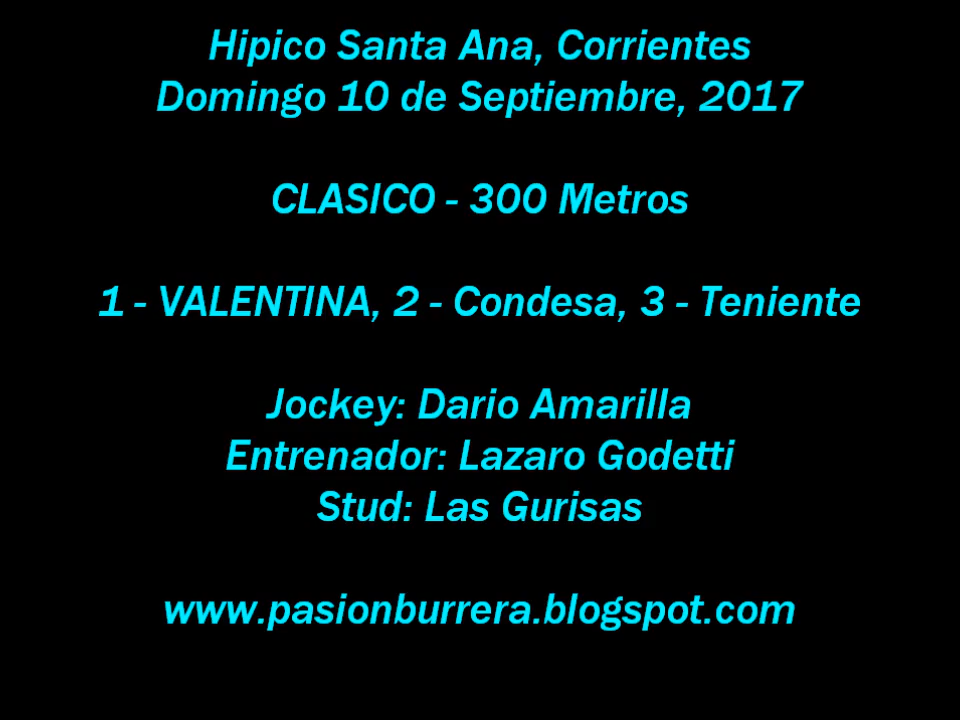 Hipico Santa Ana, Corrientes
Domingo 10 de Septiembre, 2017
CLASICO - 300 Metros
1 - VALENTINA, 2 - Condesa, 3 - Teniente
Jockey: Dario Amarilla
Entrenador: Lazaro Godetti
Stud: Las Gurisas
www.pasionburrera.blogspot.com